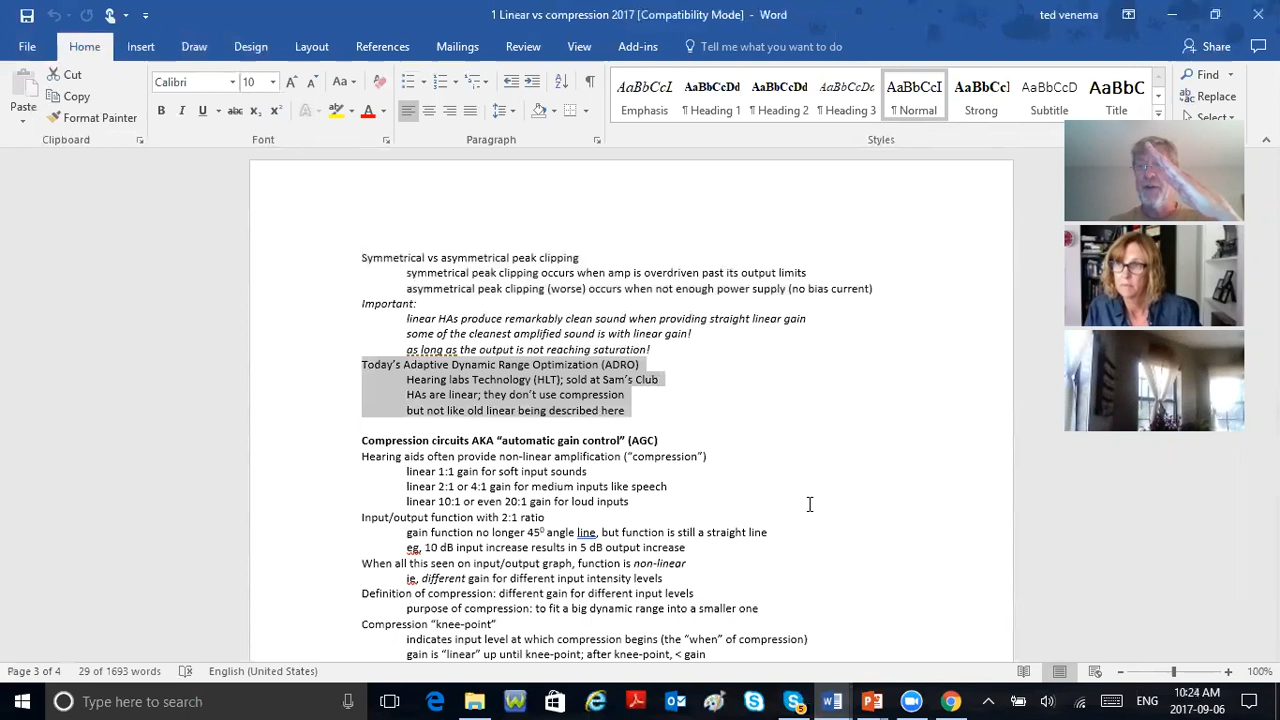 1 Linear vs compression 2017 [Compatibility Mode] - Word
ted venema
File Home Insert Draw Design Layout References Mailings Review View Add-ins Tell me what you want to do Share
Paste
Cut
Copy
Format Painter
Clipboard
Calibri 10
Font
Paragraph
AaBbCcL AaBbCcDd AaBbCcDd AaBbCcDd AaBbCcI AaBbCcI AaBbCcD AaBbC
Emphasis ¶ Heading 1 ¶ Heading 2 ¶ Heading 3 ¶ Normal Strong Subtitle Title
Styles
Find
Replace
Select
Symmetrical vs asymmetrical peak clipping
symmetrical peak clipping occurs when amp is overdriven past its output limits
asymmetrical peak clipping (worse) occurs when not enough power supply (no bias current)
Important:
linear HAs produce remarkably clean sound when providing straight linear gain
some of the cleanest amplified sound is with linear gain!
as long as the output is not reaching saturation!
Today's Adaptive Dynamic Range Optimization (ADRO)
Hearing labs Technology (HLT); sold at Sam's Club
HAs are linear; they don't use compression
but not like old linear being described here
Compression circuits AKA "automatic gain control" (AGC)
Hearing aids often provide non-linear amplification ("compression")
linear 1:1 gain for soft input sounds
linear 2:1 or 4:1 gain for medium inputs like speech
linear 10:1 or even 20:1 gain for loud inputs
Input/output function with 2:1 ratio
gain function no longer 45⁰ angle line, but function is still a straight line
eg, 10 dB input increase results in 5 dB output increase
When all this seen on input/output graph, function is non-linear
ie, different gain for different input intensity levels
Definition of compression: different gain for different input levels
purpose of compression: to fit a big dynamic range into a smaller one
Compression "knee-point"
indicates input level at which compression begins (the "when" of compression)
gain is "linear" up until knee-point; after knee-point, < gain
Page 3 of 4 29 of 1693 words English (United States) 100%
Type here to search
ENG
10:24 AM
2017-09-06